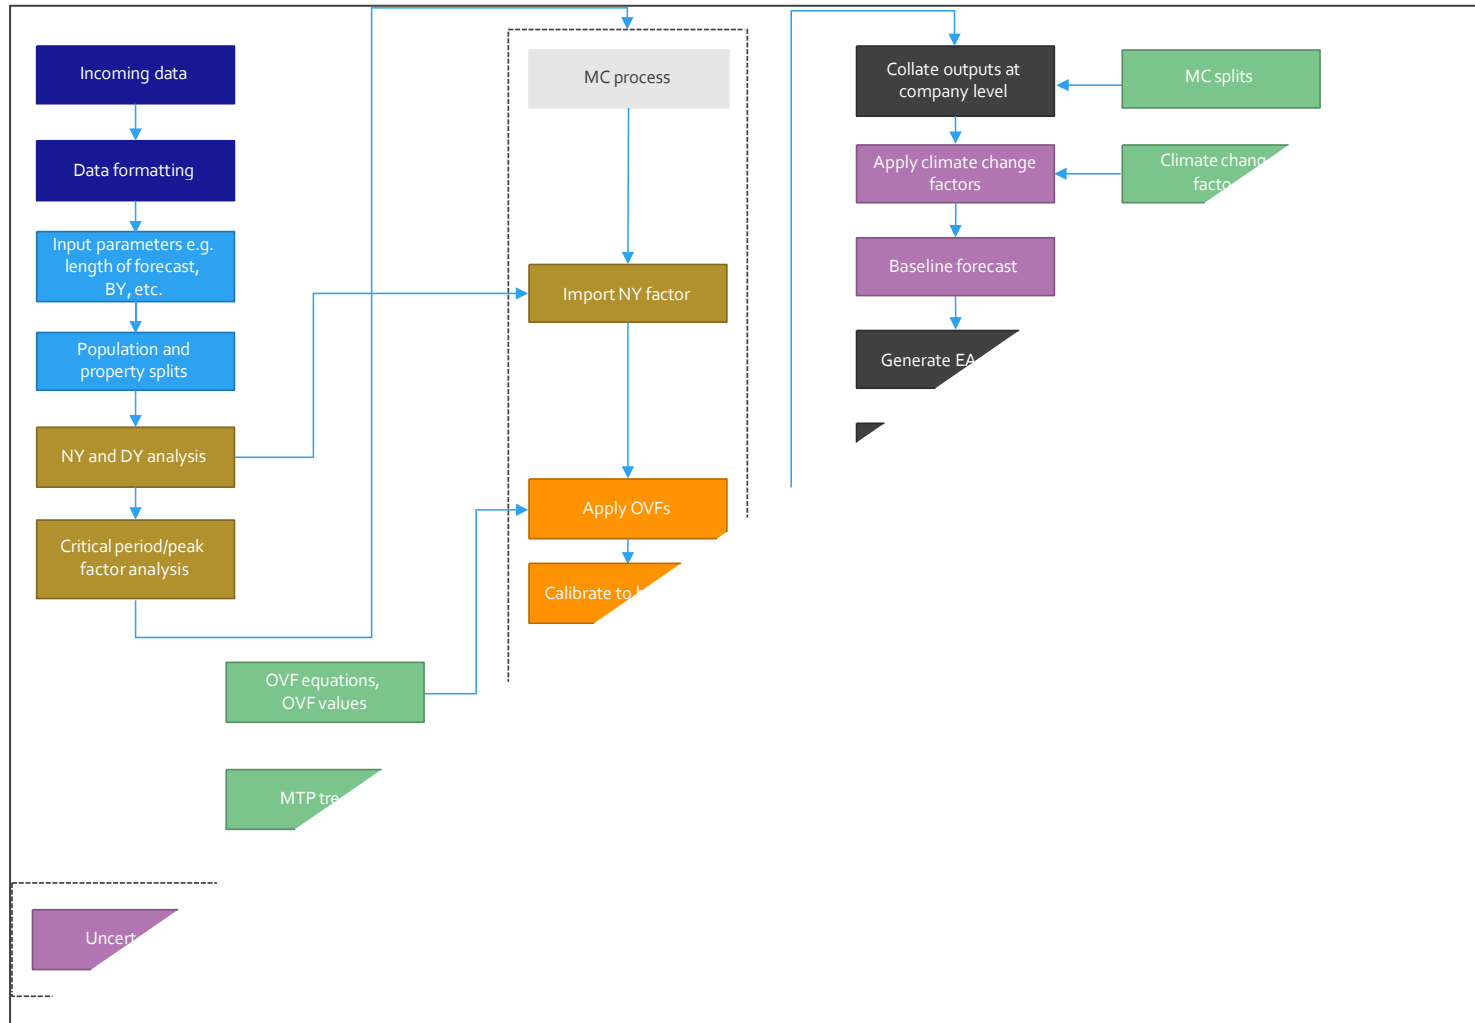 Incoming data
Data formatting
Input parameters e.g.
length of forecast,
BY, etc.
Population and
property splits
NY and DY analysis
Critical period/peak
factor analysis
OVF equations,
OVF values
MTP
MC process
Import NY factor
Apply OVFs
Calibrate to
Collate outputs at
company level
Apply climate change
factors
Baseline forecast
Generate
MC splits
Climate